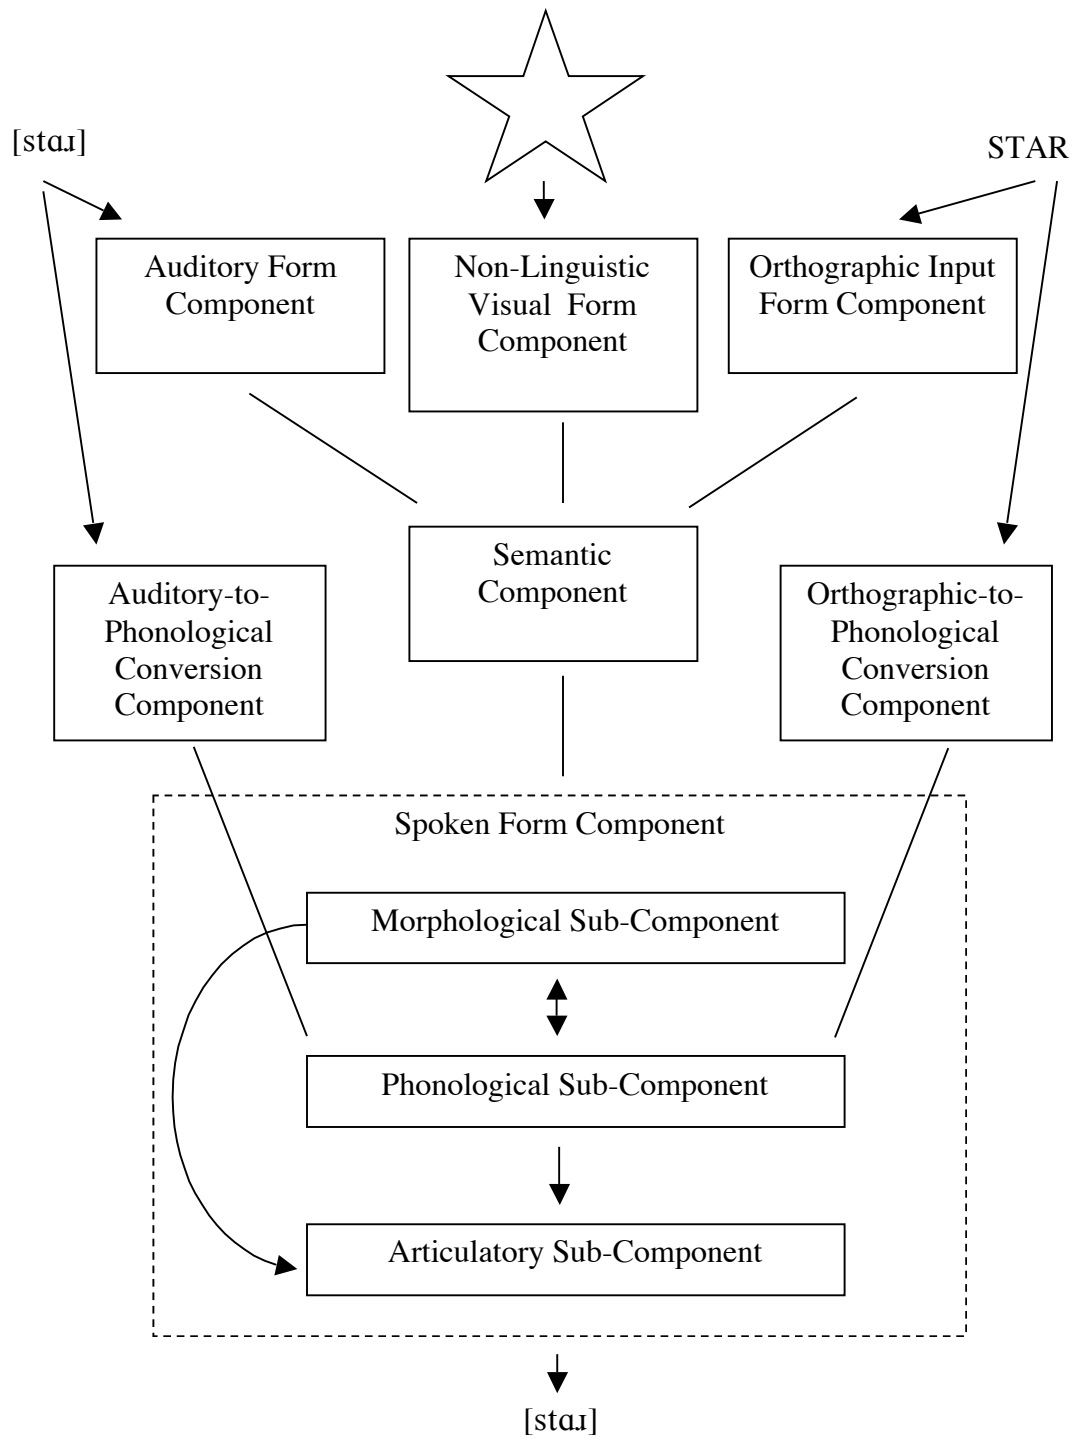 [stɑɹ]
STAR
Auditory Form
Component
Non-Linguistic
Visual Form
Component
Orthographic Input
Form Component
Semantic
Component
Auditory-to-
Phonological
Conversion
Component
Orthographic-to-
Phonological
Conversion
Component
Spoken Form Component
Morphological Sub-Component
Phonological Sub-Component
Articulatory Sub-Component
[stɑɹ]